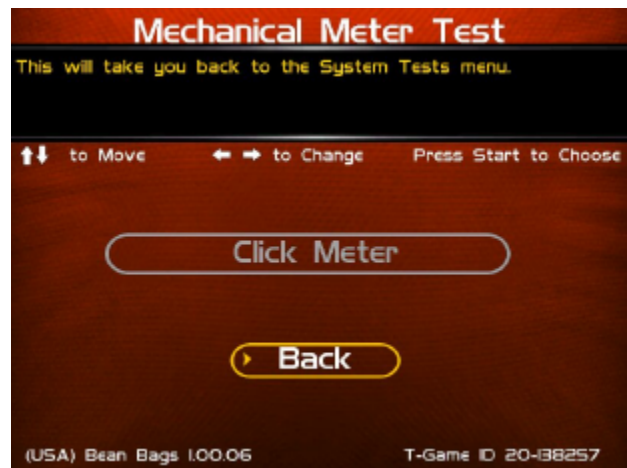 Mechanical Meter Test
This will take you back to the System Tests menu.
to Move to Change Press Start to Choose
Click Meter
Back
(USA) Bean Bags 1.00.06 T-Game ID 20-138257